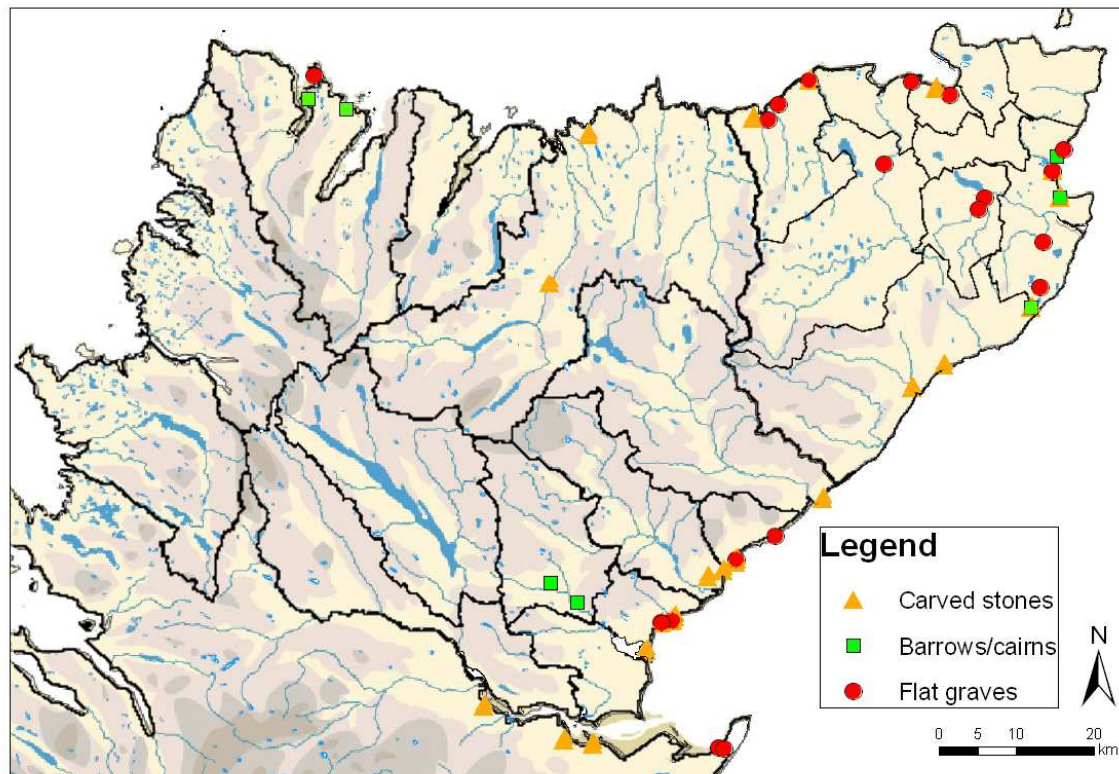 Legend
Carved stones
Barrows/cairns
Flat graves
N
0 5 10 20
km